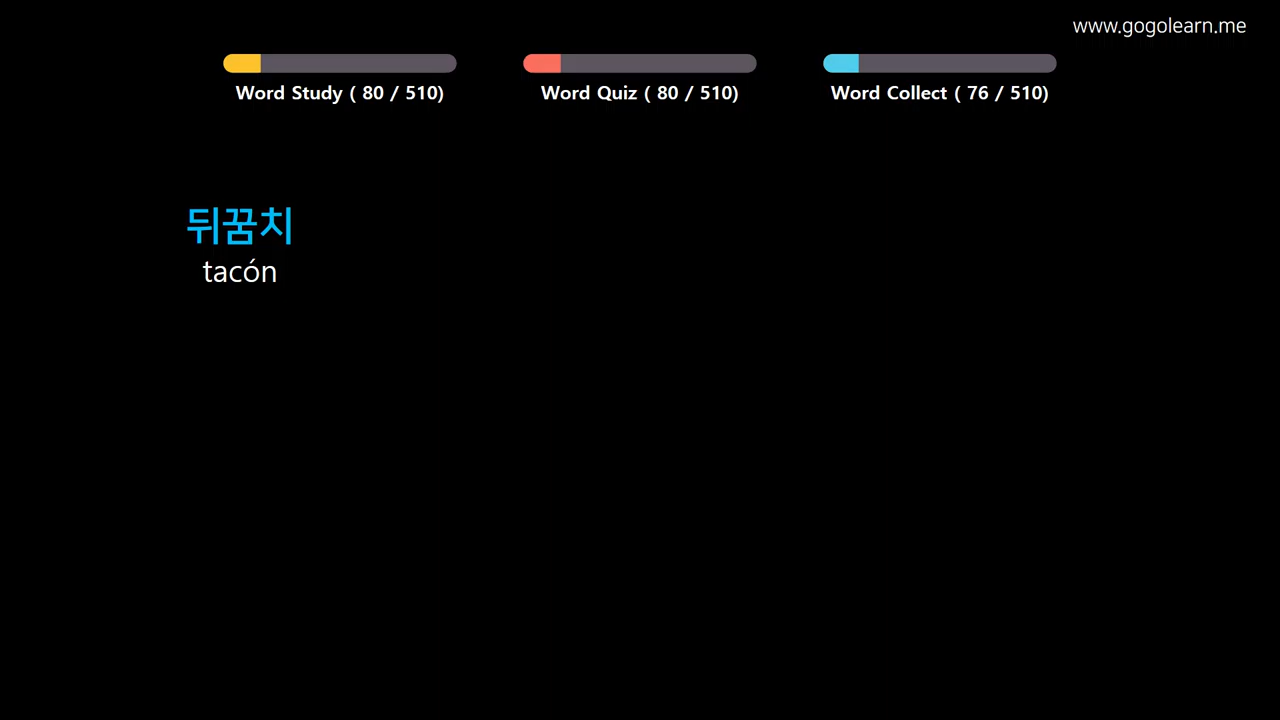 www.gogolearn.me
Word Study ( 80 / 510)
Word Quiz ( 80 / 510)
Word Collect ( 76 / 510)
뒤꿈치
tacón